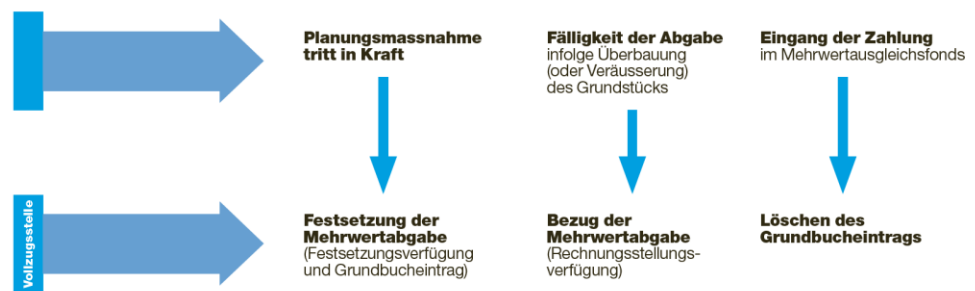 Planungsmassnahme
tritt in Kraft
Fälligkeit der Abgabe
infolge Überbauung
(oder Veräusserung)
des Grundstücks
Eingang der Zahlung
im Mehrwertausgleichsfonds
Vollzugsstelle
Festsetzung der
Mehrwertabgabe
(Festsetzungsverfügung
und Grundbucheintrag)
Bezug der
Mehrwertabgabe
(Rechnungsstellungs-
verfügung)
Löschen des
Grundbucheintrags